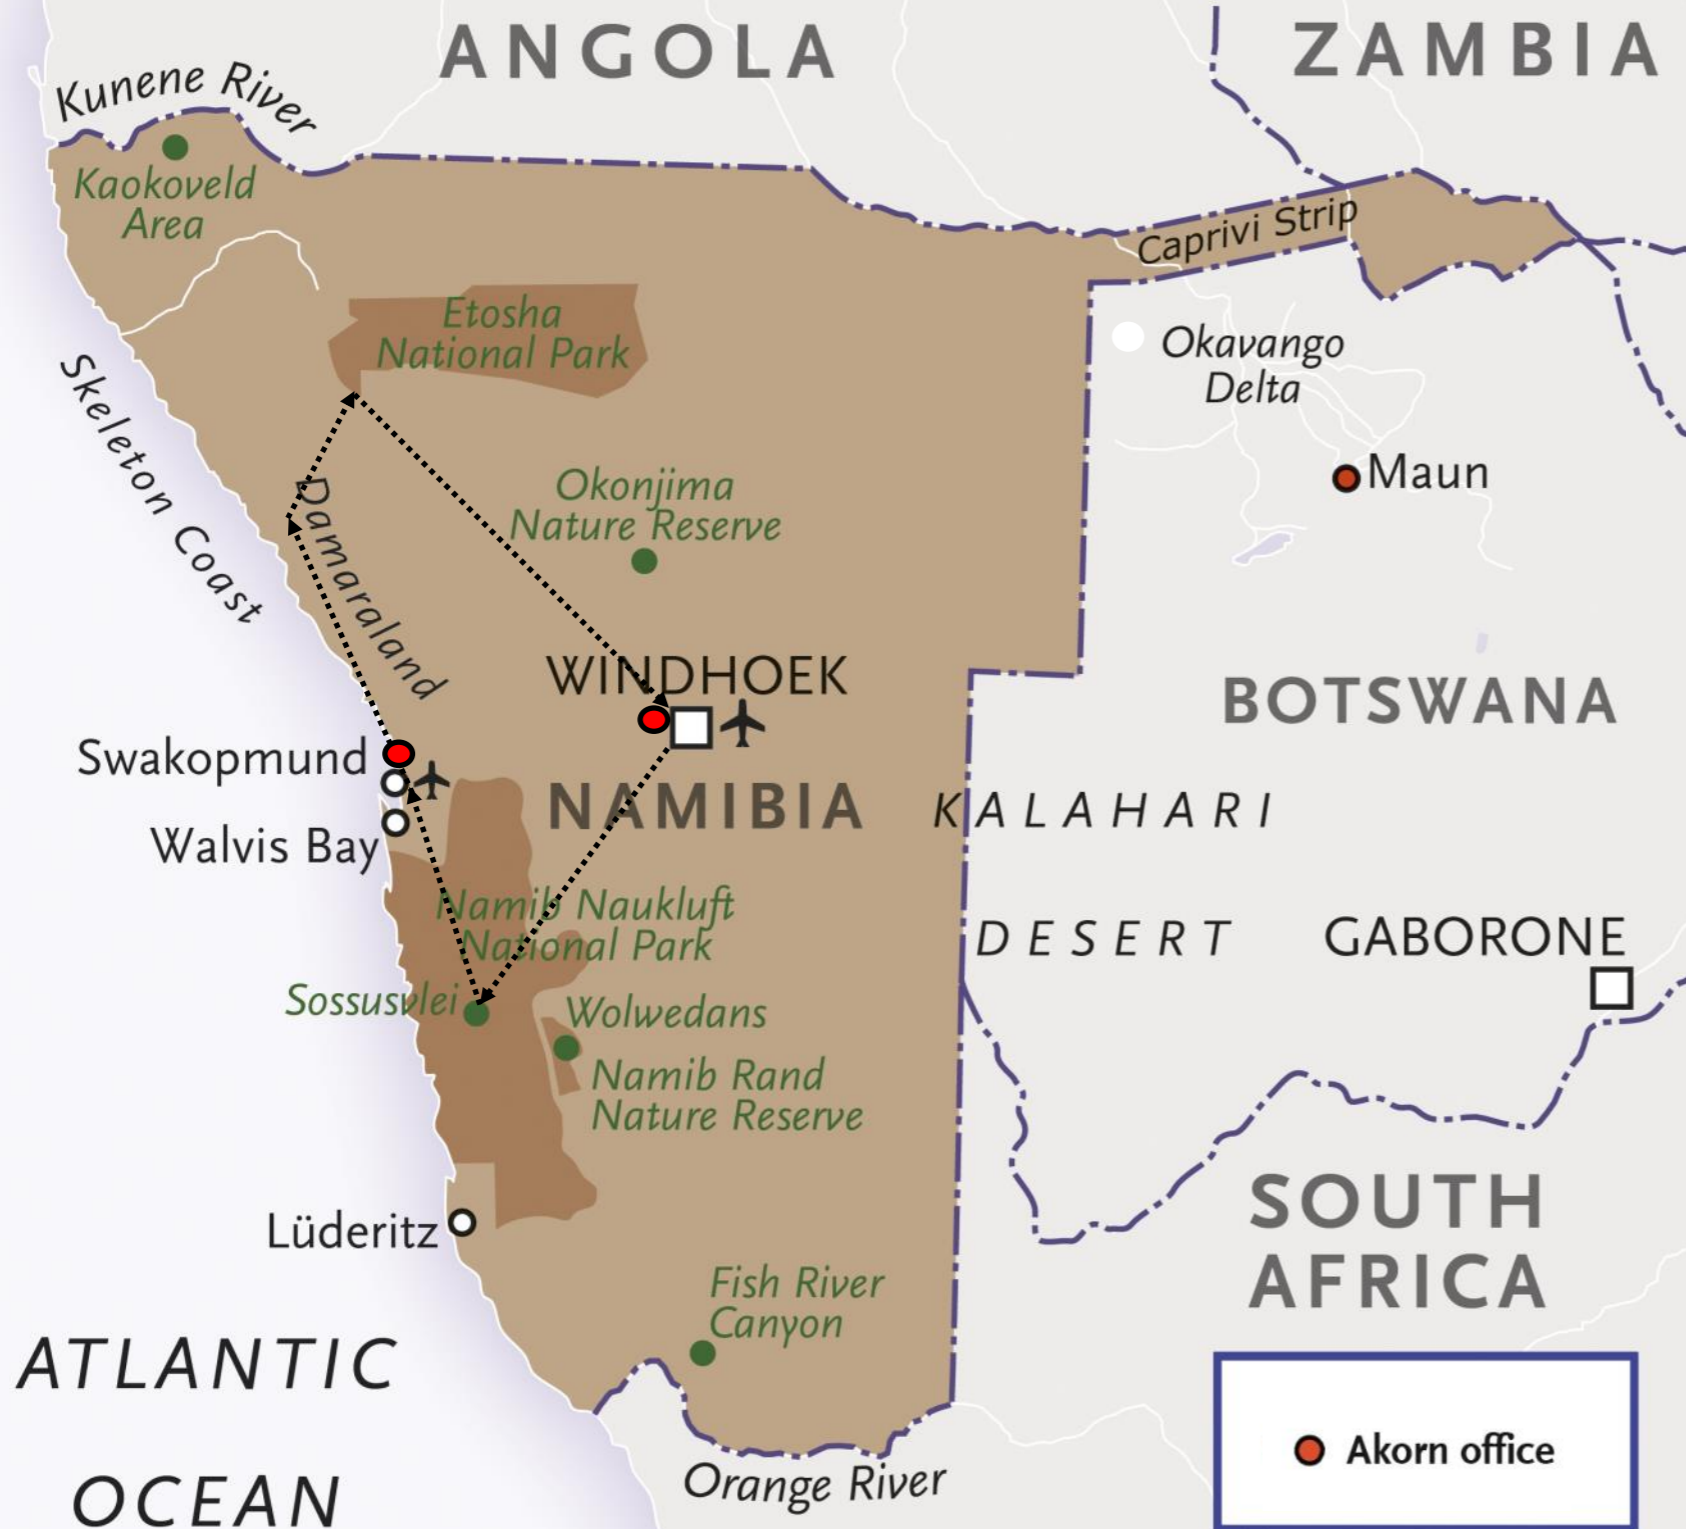 ANGOLA
ZAMBIA
Kunene River
Kaokoveld
Area
Caprivi Strip
Etosha
National Park
Okavango
Delta
Skeleton Coast
Maun
Damaraland
Okonjima
Nature Reserve
WINDHOEK
BOTSWANA
Swakopmund
NAMIBIA
KALAHARI
Walvis Bay
Namib Naukluft
National Park
DESERT
GABORONE
Sossusvlei
Wolwedans
Namib Rand
Nature Reserve
SOUTH
AFRICA
Lüderitz
Fish River
Canyon
ATLANTIC
OCEAN
Orange River
Akorn office